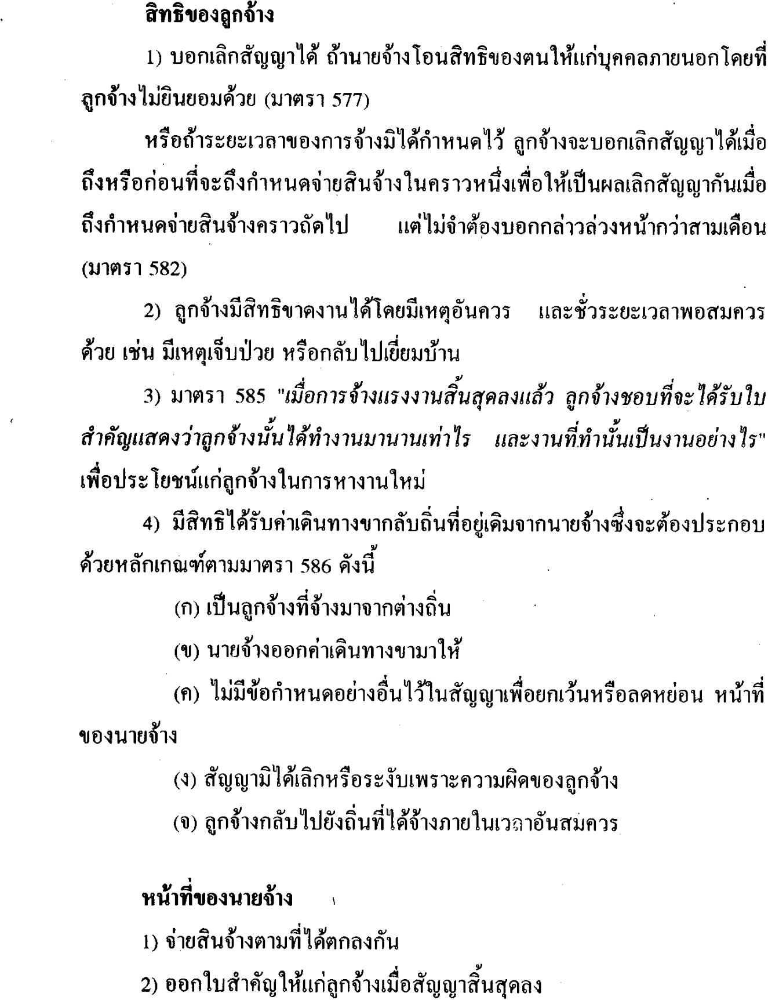 สิทธิของลูกจ้าง
1) บอกเลิกสัญญาได้ ถ้านายจ้างโอนสิทธิของตนให้แก่บุคคลภายนอกโดยที่
ลูกจ้างไม่ยินยอมด้วย (มาตรา 577)
หรือถ้าระยะเวลาของการจ้างมิได้กำหนดไว้ ลูกจ้างจะบอกเลิกสัญญาได้เมื่อ
ถึงหรือก่อนที่จะถึงกำหนดจ่ายสินจ้างในคราวหนึ่งเพื่อให้เป็นผลเลิกสัญญากันเมื่อ
ถึงกำหนดจ่ายสินจ้างคราวถัดไป แต่ไม่จำต้องบอกกล่าวล่วงหน้ากว่าสามเดือน
(มาตรา 582)
2) ลูกจ้างมีสิทธิขาดงานได้โดยมีเหตุอันควร และชั่วระยะเวลาพอสมควร
ด้วย เช่น มีเหตุเจ็บป่วย หรือกลับไปเยี่ยมบ้าน
3) มาตรา 585 "เมื่อการจ้างแรงงานสิ้นสุดลงแล้ว ลูกจ้างชอบที่จะได้รับใบ
สำคัญแสดงว่าลูกจ้างนั้นได้ทำงานมานานเท่าไร และงานที่ทำนั้นเป็นงานอย่างไร"
เพื่อประโยชน์แก่ลูกจ้างในการหางานใหม่
4) มีสิทธิได้รับค่าเดินทางขากลับถิ่นที่อยู่เดิมจากนายจ้างซึ่งจะต้องประกอบ
ด้วยหลักเกณฑ์ตามมาตรา 586 ดังนี้
(ก) เป็นลูกจ้างที่จ้างมาจากต่างถิ่น
(ข) นายจ้างออกค่าเดินทางขามาให้
(ค) ไม่มีข้อกำหนดอย่างอื่นไว้ในสัญญาเพื่อยกเว้นหรือลดหย่อน หน้าที่
ของนายจ้าง
(ง) สัญญามิได้เลิกหรือระงับเพราะความผิดของลูกจ้าง
(จ) ลูกจ้างกลับไปยังถิ่นที่ได้จ้างภายในเวลาอันสมควร
หน้าที่ของนายจ้าง
1) จ่ายสินจ้างตามที่ได้ตกลงกัน
2) ออกใบสำคัญให้แก่ลูกจ้างเมื่อสัญญาสิ้นสุดลง